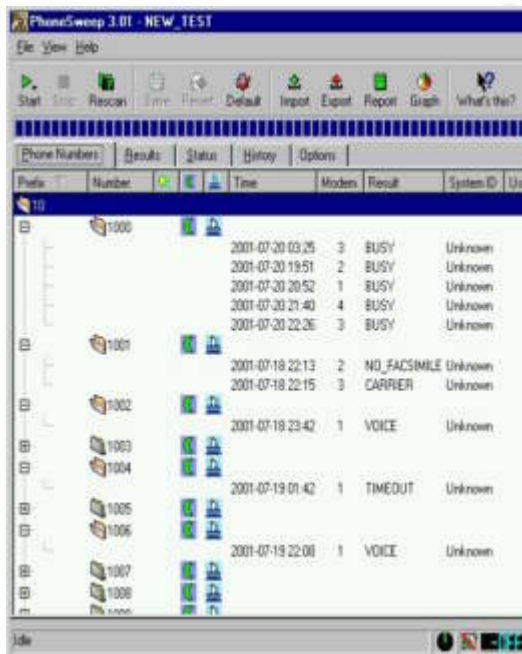 PhoneSweep 3.01 - NEW_TEST
File View Help
Start Stop Rescan Save Revert Default Import Export Report Graph What's this?
Phone Numbers Results Status History Options
Prefix Number Time Modem Result System ID
10
1000
2001-07-20 03:25 3 BUSY Unknown
2001-07-20 19:51 2 BUSY Unknown
2001-07-20 20:52 1 BUSY Unknown
2001-07-20 21:40 4 BUSY Unknown
2001-07-20 22:26 3 BUSY Unknown
1001
2001-07-18 22:13 2 NO_FACSIMILE Unknown
2001-07-18 22:15 3 CARRIER Unknown
1002
2001-07-18 23:42 1 VOICE Unknown
1003
1004
2001-07-19 01:42 1 TIMEOUT Unknown
1005
1006
2001-07-19 22:08 1 VOICE Unknown
1007
1008
Idle